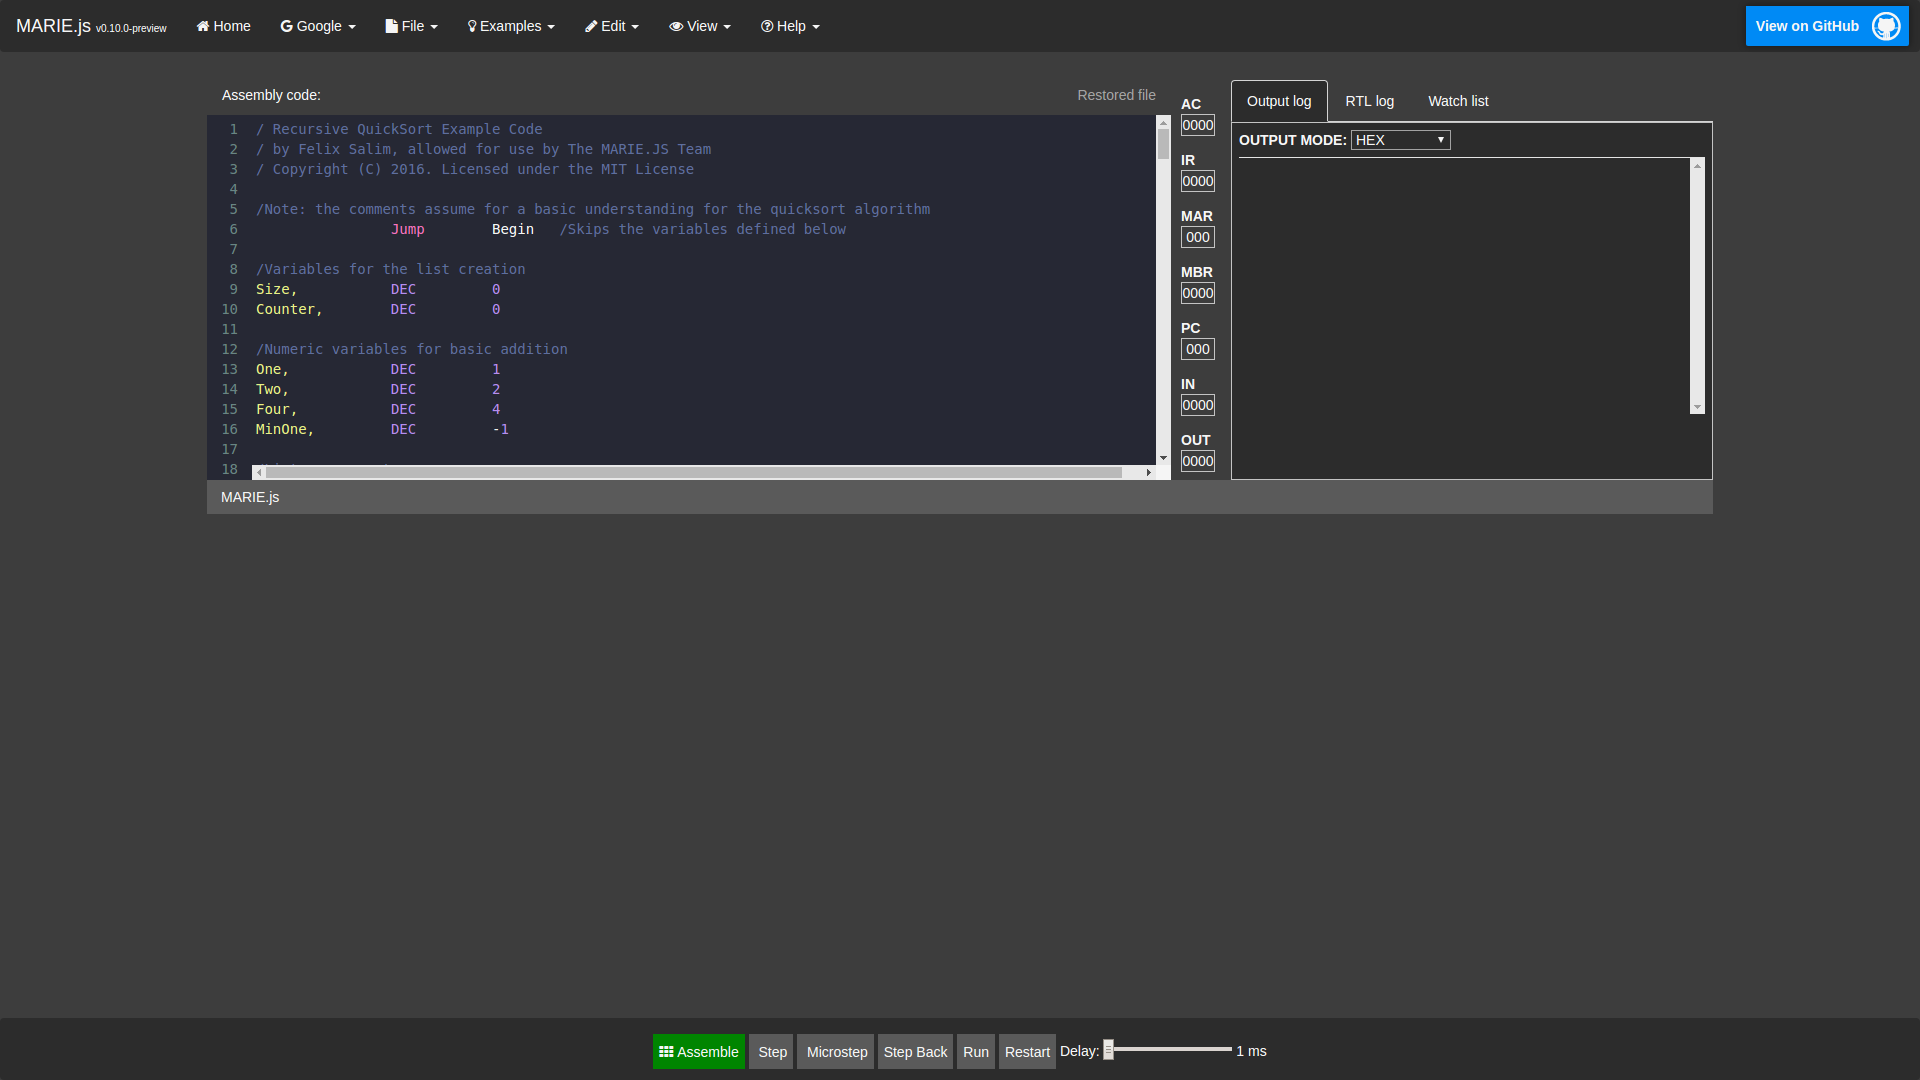 MARIE.js v0.10.0-preview Home Google File Examples Edit View Help View on GitHub
Assembly code: Restored file
1 / Recursive QuickSort Example Code
2 / by Felix Salim, allowed for use by The MARIE.JS Team
3 / Copyright (C) 2016. Licensed under the MIT License
4
5 /Note: the comments assume for a basic understanding for the quicksort algorithm
6 Jump Begin /Skips the variables defined below
7
8 /Variables for the list creation
9 Size, DEC 0
10 Counter, DEC 0
11
12 /Numeric variables for basic addition
13 One, DEC 1
14 Two, DEC 2
15 Four, DEC 4
16 MinOne, DEC -1
17
18
MARIE.js
AC
0000
IR
0000
MAR
000
MBR
0000
PC
000
IN
0000
OUT
0000
Output log RTL log Watch list
OUTPUT MODE: HEX
Assemble Step Microstep Step Back Run Restart Delay: 1 ms